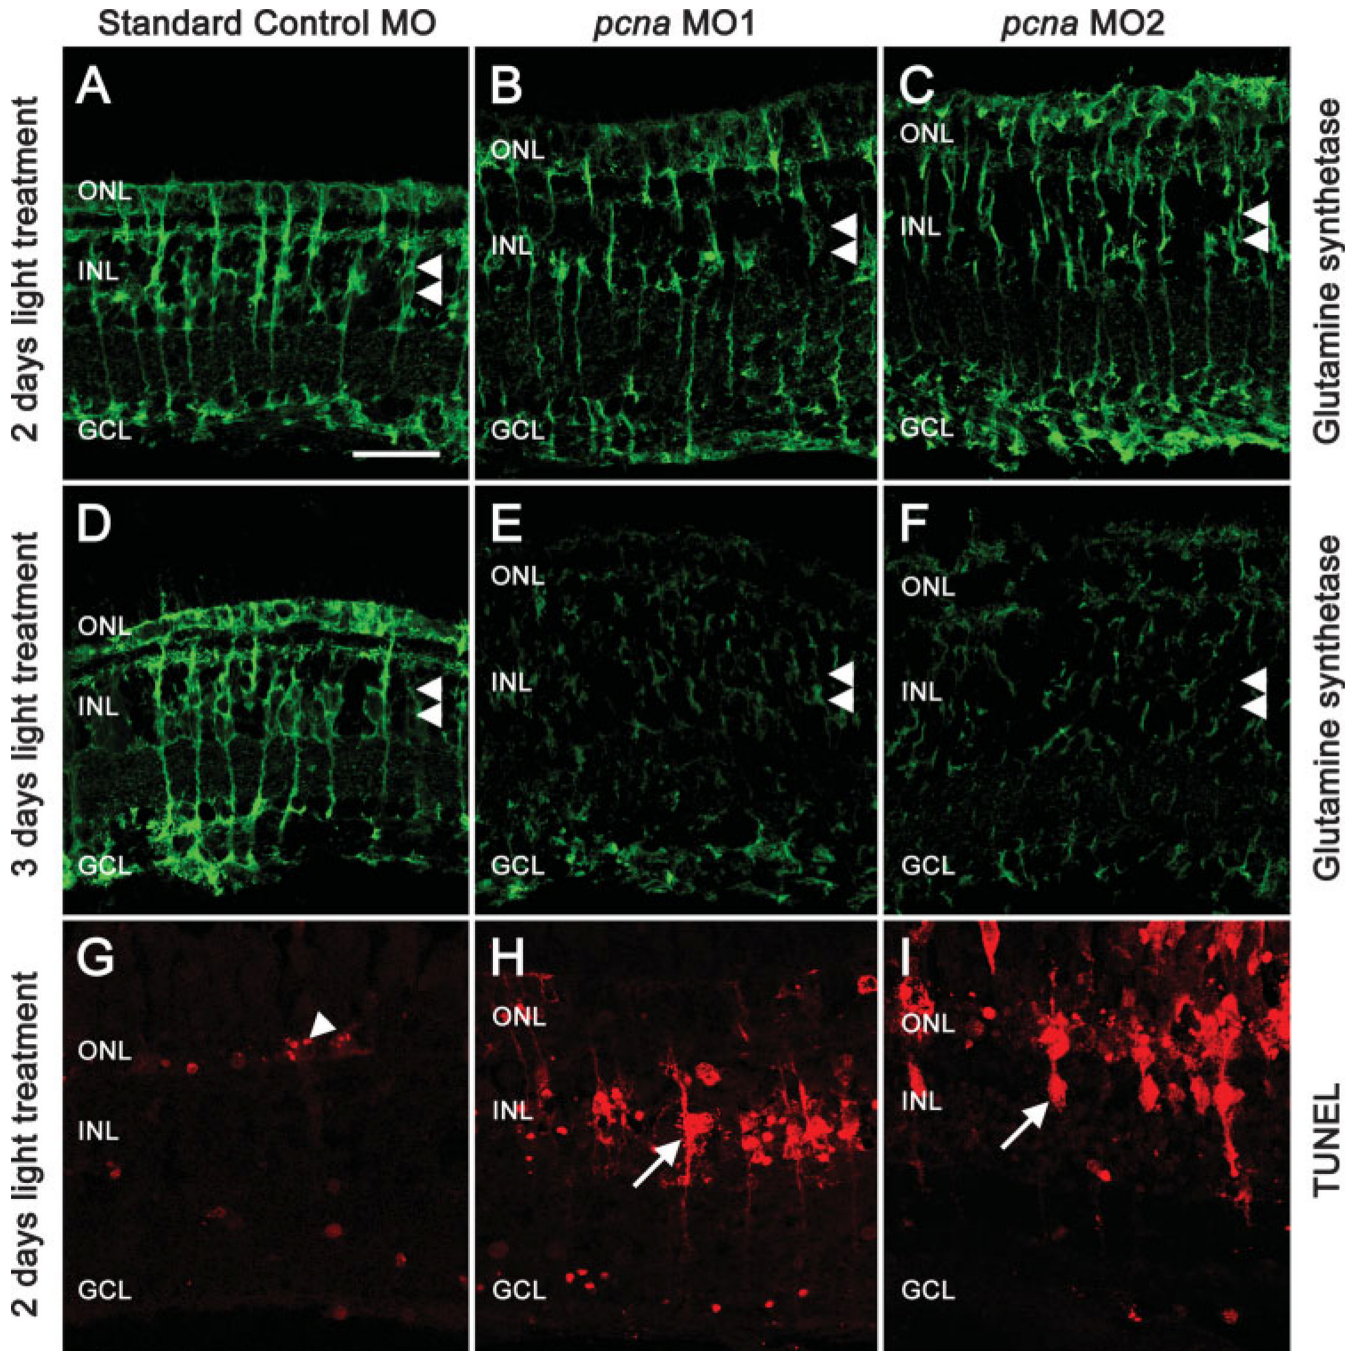 Standard Control MO
pcna MO1
pcna MO2
2 days light treatment
A
ONL
INL
GCL
B
ONL
INL
GCL
C
ONL
INL
GCL
Glutamine synthetase
3 days light treatment
D
ONL
INL
GCL
E
ONL
INL
GCL
F
ONL
INL
GCL
Glutamine synthetase
2 days light treatment
G
ONL
INL
GCL
H
ONL
INL
GCL
I
ONL
INL
GCL
TUNEL